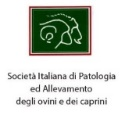 Società Italiana di Patologia
ed Allevamento
degli ovini e dei caprini